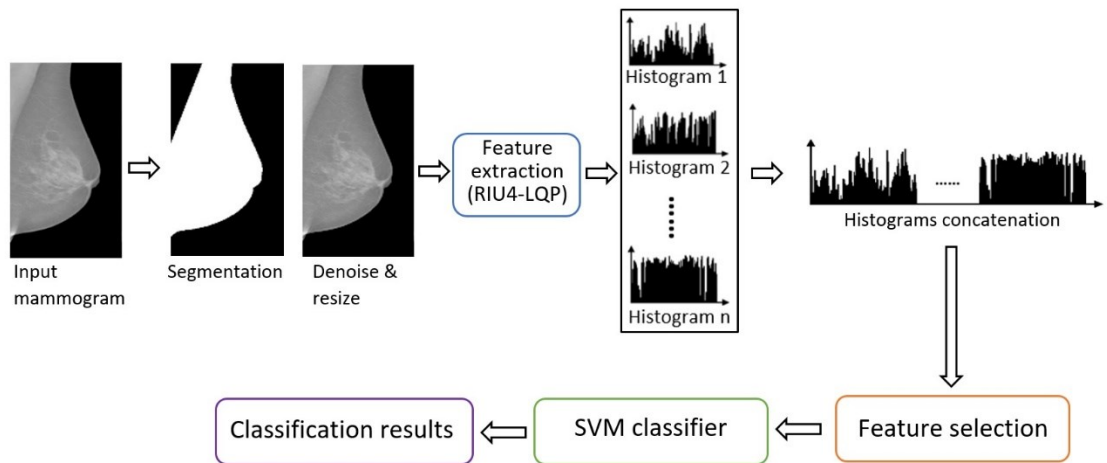 Input
mammogram
Segmentation
Denoise &
resize
Feature
extraction
(RIU4-LQP)
Histogram 1
Histogram 2
Histogram n
......
Histograms concatenation
Feature selection
SVM classifier
Classification results